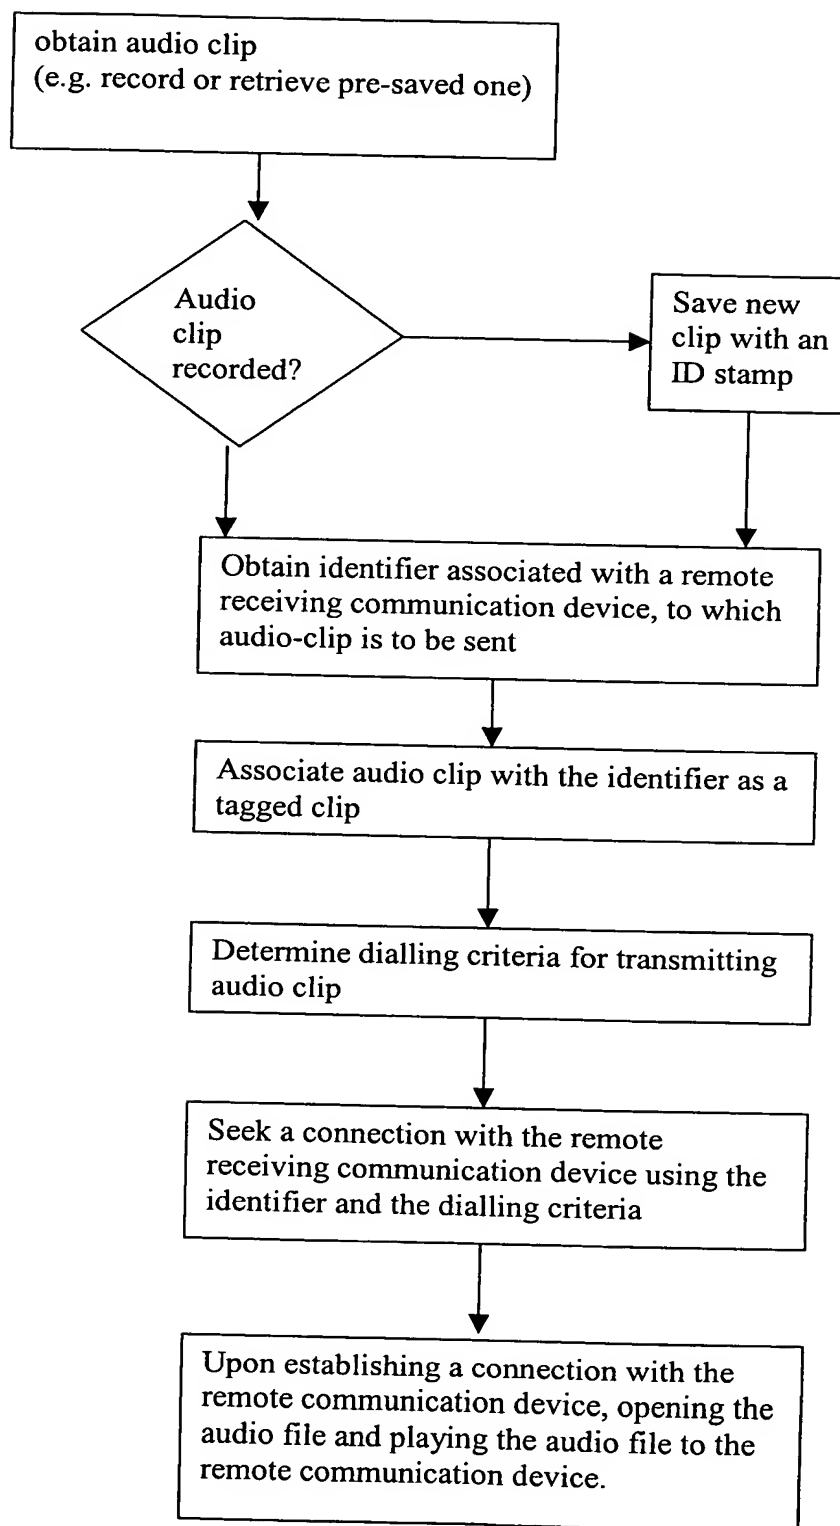 obtain audio clip
(e.g. record or retrieve pre-saved one)
Audio
clip
recorded?
Save new
clip with an
ID stamp
Obtain identifier associated with a remote
receiving communication device, to which
audio-clip is to be sent
Associate audio clip with the identifier as a
tagged clip
Determine dialling criteria for transmitting
audio clip
Seek a connection with the remote
receiving communication device using the
identifier and the dialling criteria
Upon establishing a connection with the
remote communication device, opening the
audio file and playing the audio file to the
remote communication device.